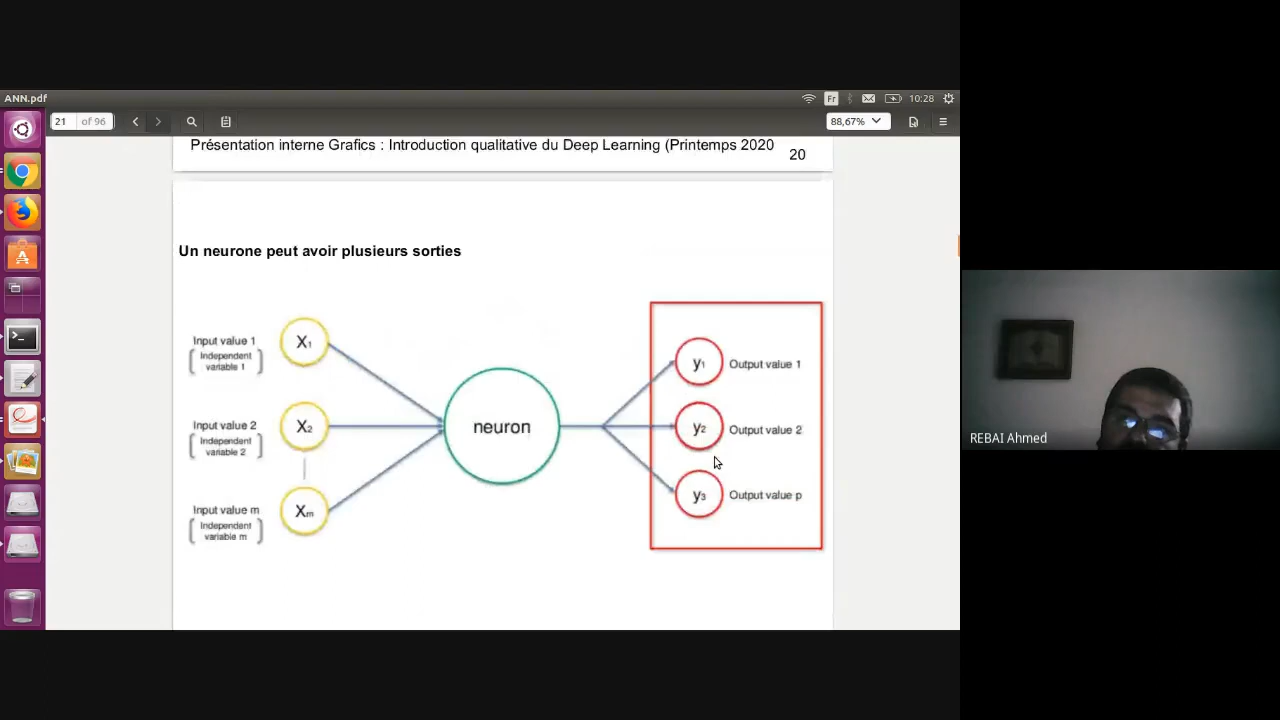 ANN.pdf
Fr
10:28
21 of 96
88,67%
Présentation interne Grafics : Introduction qualitative du Deep Learning (Printemps 2020
20
Un neurone peut avoir plusieurs sorties
Input value 1
Independent
variable 1
X1
Input value 2
Independent
variable 2
X2
Input value m
Independent
variable m
Xm
neuron
y1
Output value 1
y2
Output value 2
y3
Output value p
REBAI Ahmed